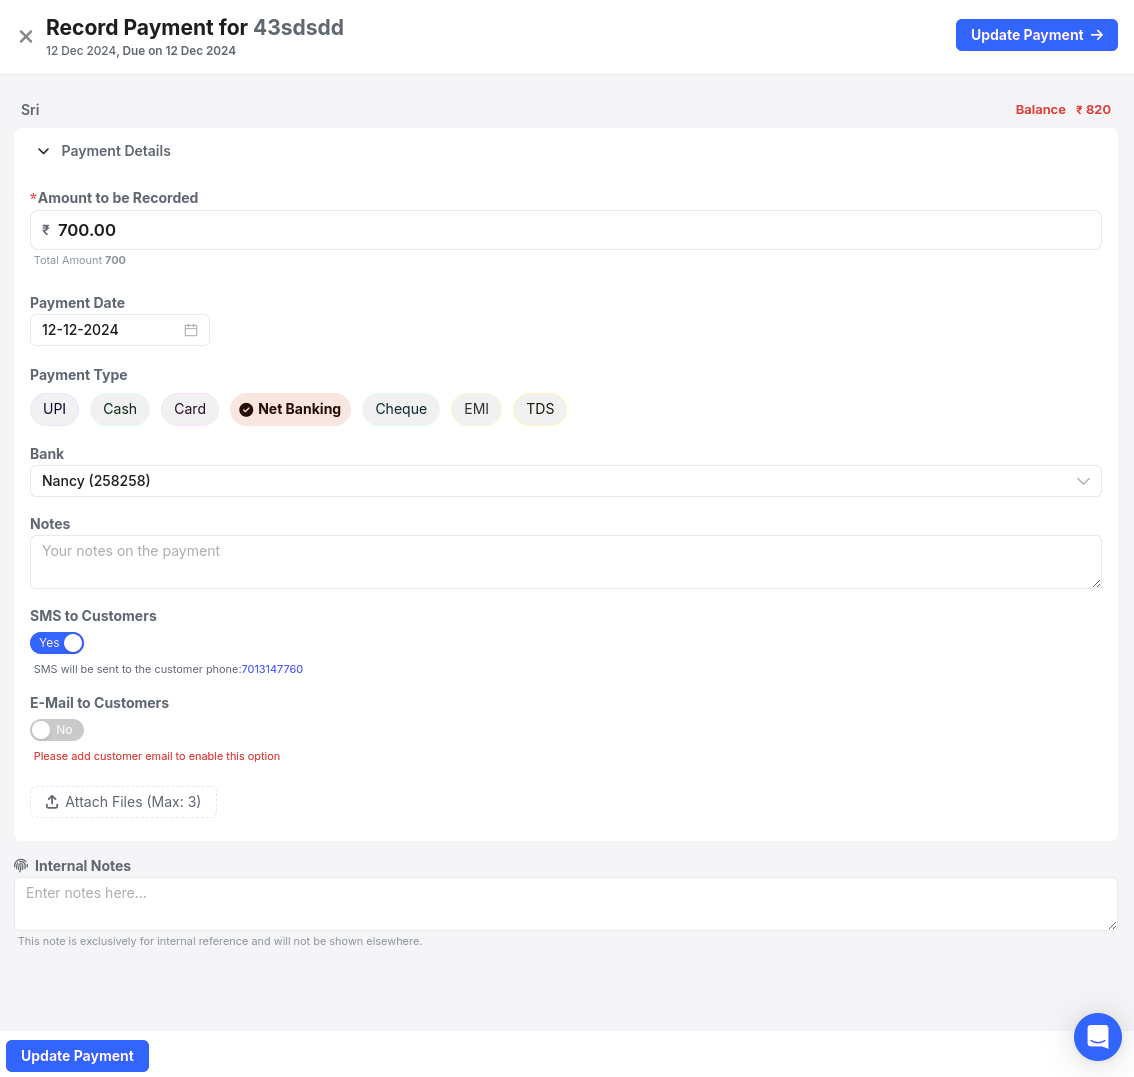 Record Payment for 43sdsdd
12 Dec 2024, Due on 12 Dec 2024
Update Payment →
Sri
Balance ₹ 820
Payment Details
*Amount to be Recorded
₹ 700.00
Total Amount 700
Payment Date
12-12-2024
Payment Type
UPI Cash Card Net Banking Cheque EMI TDS
Bank
Nancy (258258)
Notes
Your notes on the payment
SMS to Customers
Yes
SMS will be sent to the customer phone:7013147760
E-Mail to Customers
No
Please add customer email to enable this option
Attach Files (Max: 3)
Internal Notes
Enter notes here...
This note is exclusively for internal reference and will not be shown elsewhere.
Update Payment